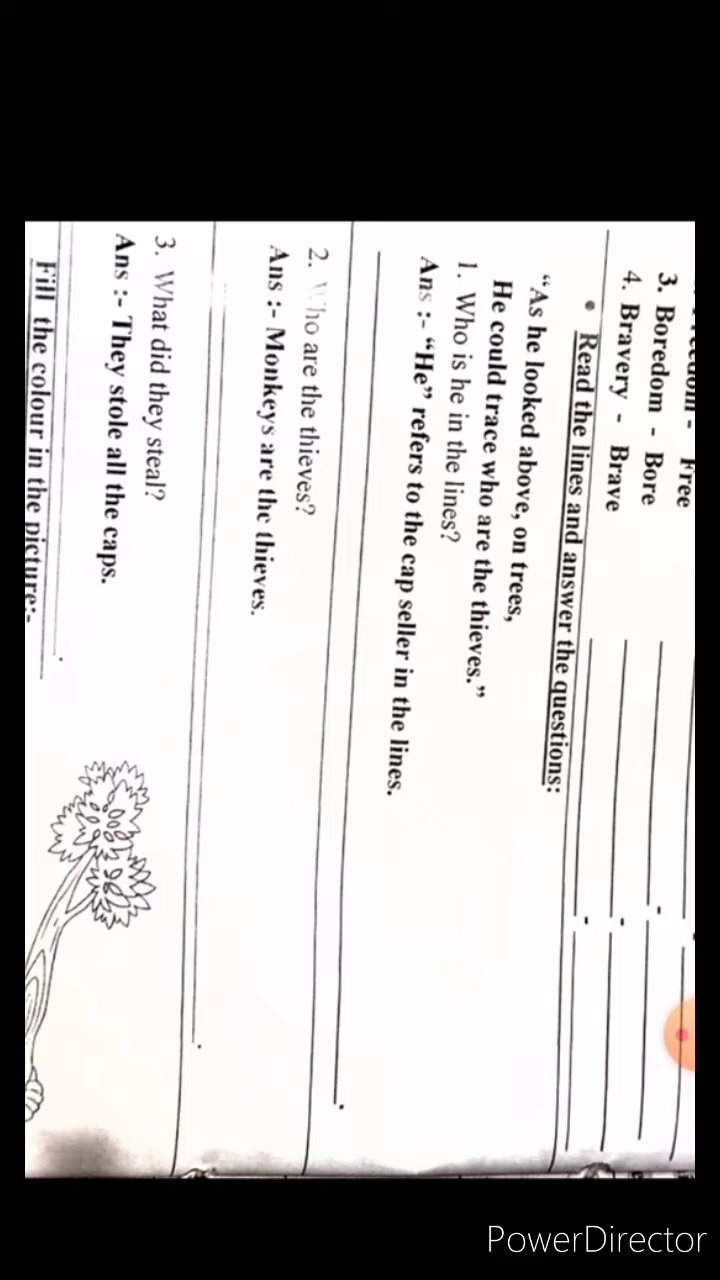 - Free
3. Boredom - Bore
4. Bravery - Brave
• Read the lines and answer the questions:
“As he looked above, on trees,
He could trace who are the thieves.”
1. Who is he in the lines?
Ans :- “He” refers to the cap seller in the lines.
2. Who are the thieves?
Ans :- Monkeys are the thieves.
3. What did they steal?
Ans :- They stole all the caps.
Fill the colour in the picture:-
PowerDirector